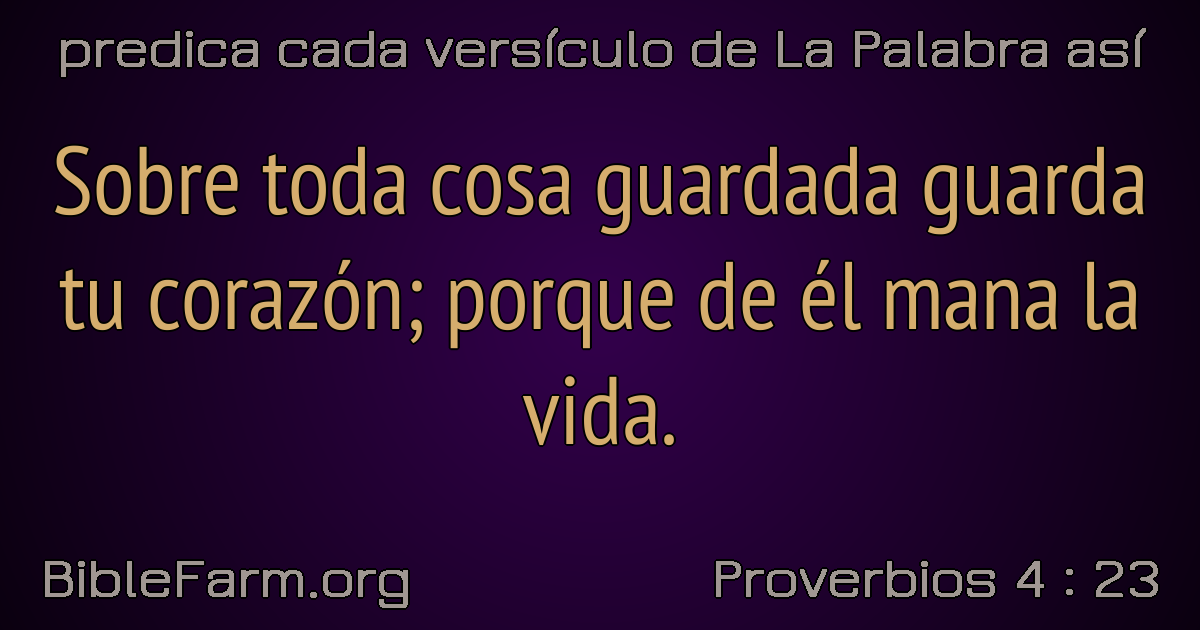 predica cada versículo de La Palabra así
Sobre toda cosa guardada guarda
tu corazón; porque de él mana la
vida.
BibleFarm.org
Proverbios 4 : 23